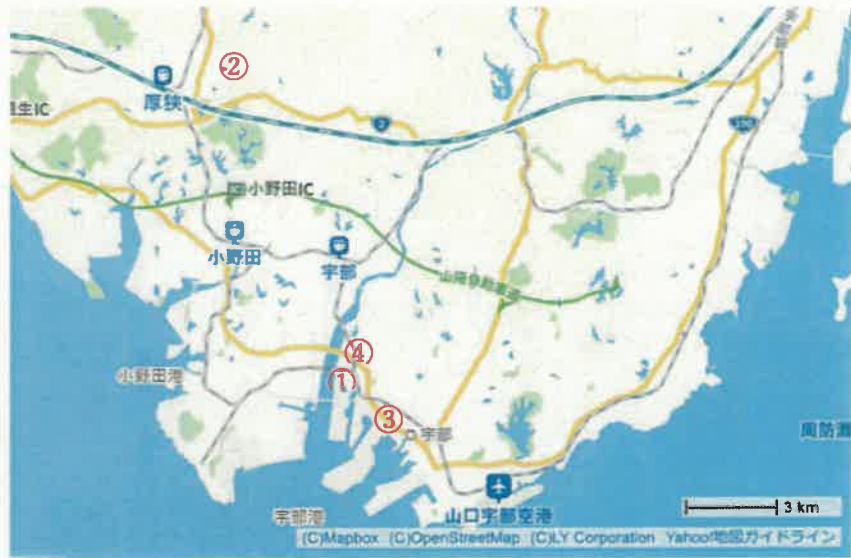 ②
厚狭
2
190
小野田IC
小野田
宇部
山陽自動車道
④
小野田港
①
③
宇部
周防灘
山口宇部空港
3 km
宇部港
(C)Mapbox (C)OpenStreetMap (C)LY Corporation Yahoo!地図ガイドライン